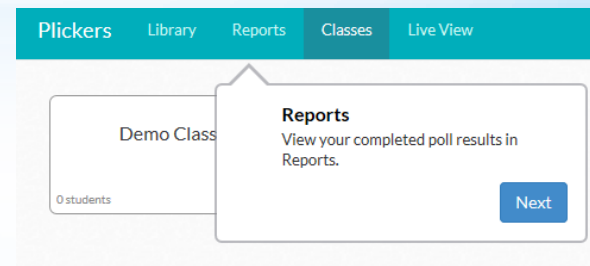 Plickers Library Reports Classes Live View
Demo Class
0 students
Reports
View your completed poll results in
Reports.
Next